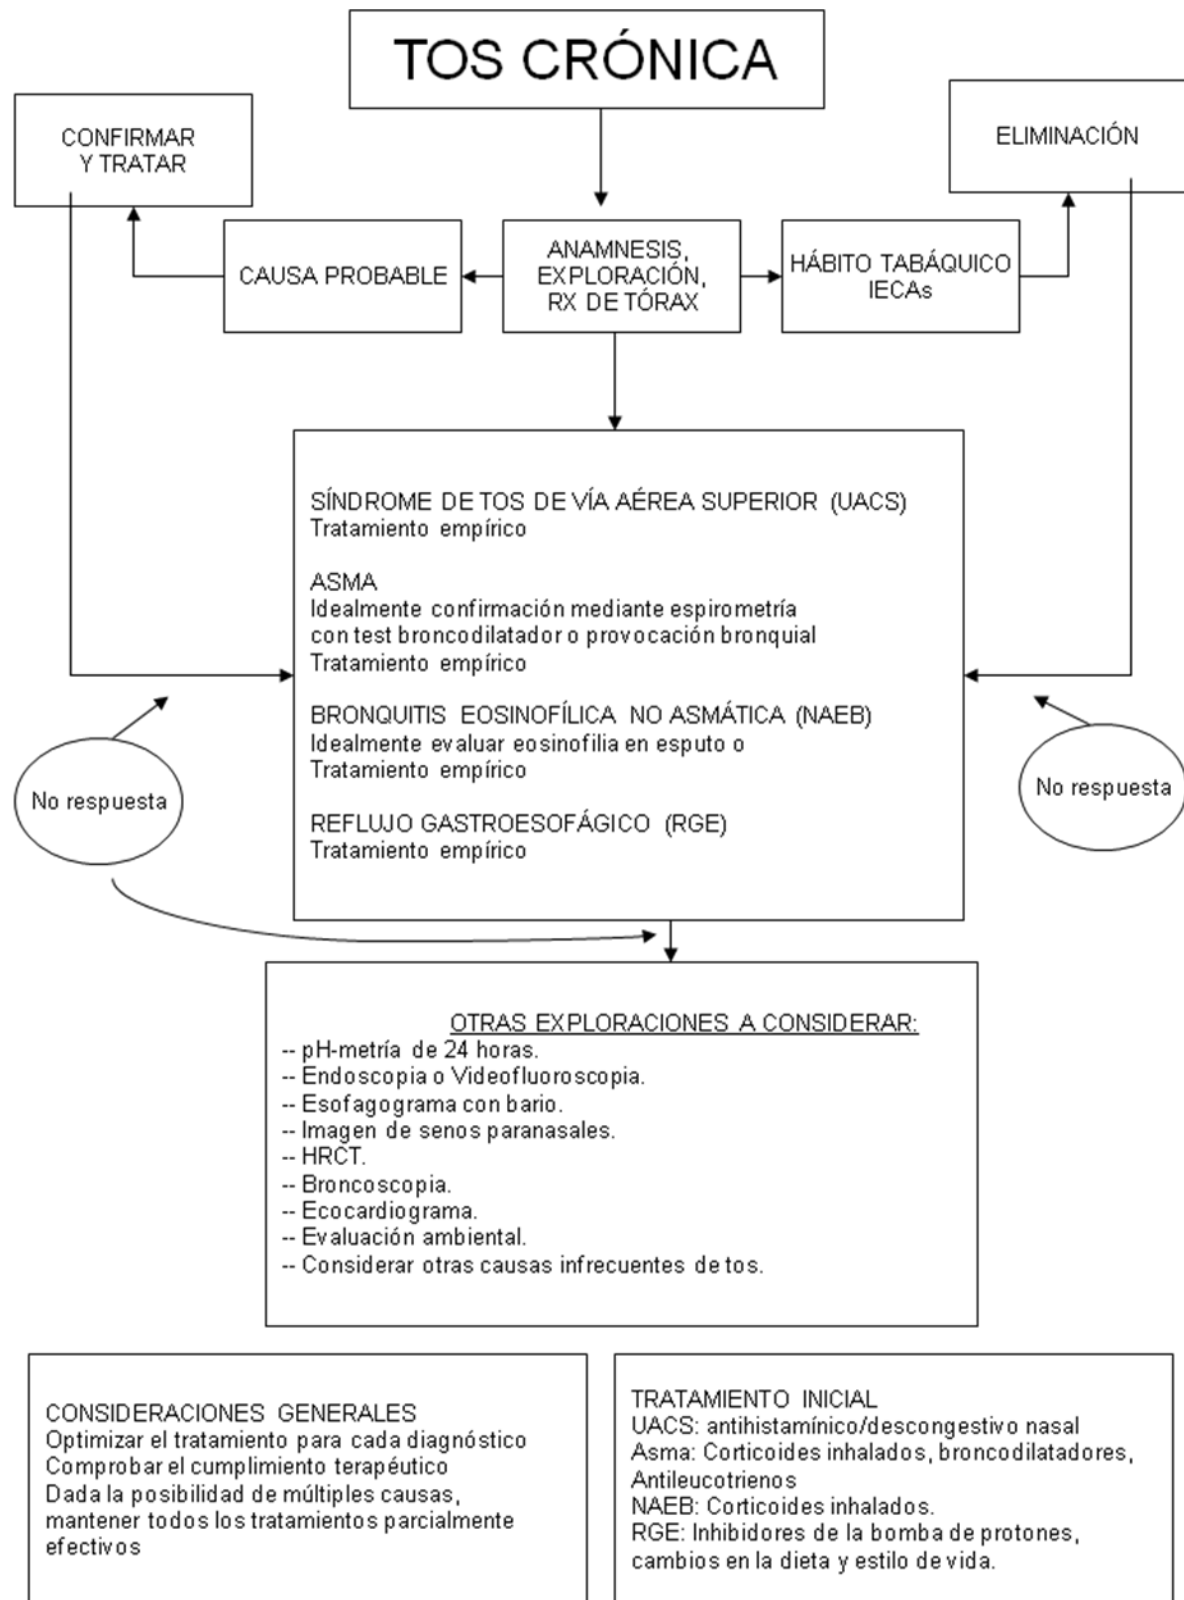 TOS CRÓNICA
CONFIRMAR
Y TRATAR
ELIMINACIÓN
CAUSA PROBABLE
ANAMNESIS,
EXPLORACIÓN,
RX DE TÓRAX
HÁBITO TABÁQUICO
IECAs
SÍNDROME DE TOS DE VÍA AÉREA SUPERIOR (UACS)
Tratamiento empírico
ASMA
Idealmente confirmación mediante espirometría
con test broncodilatador o provocación bronquial
Tratamiento empírico
BRONQUITIS EOSINOFÍLICA NO ASMÁTICA (NAEB)
Idealmente evaluar eosinofilia en esputo o
Tratamiento empírico
REFLUJO GASTROESOFÁGICO (RGE)
Tratamiento empírico
No respuesta
No respuesta
OTRAS EXPLORACIONES A CONSIDERAR:
-- pH-metría de 24 horas.
-- Endoscopia o Videofluoroscopia.
-- Esofagograma con bario.
-- Imagen de senos paranasales.
-- HRCT.
-- Broncoscopia.
-- Ecocardiograma.
-- Evaluación ambiental.
-- Considerar otras causas infrecuentes de tos.
CONSIDERACIONES GENERALES
Optimizar el tratamiento para cada diagnóstico
Comprobar el cumplimiento terapéutico
Dada la posibilidad de múltiples causas,
mantener todos los tratamientos parcialmente
efectivos
TRATAMIENTO INICIAL
UACS: antihistamínico/descongestivo nasal
Asma: Corticoides inhalados, broncodilatadores,
Antileucotrienos
NAEB: Corticoides inhalados.
RGE: Inhibidores de la bomba de protones,
cambios en la dieta y estilo de vida.